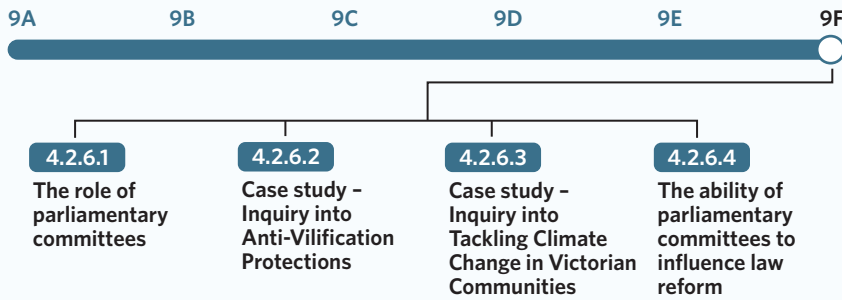 9A 9B 9C 9D 9E 9F
4.2.6.1
The role of
parliamentary
committees
4.2.6.2
Case study –
Inquiry into
Anti-Vilification
Protections
4.2.6.3
Case study –
Inquiry into
Tackling Climate
Change in Victorian
Communities
4.2.6.4
The ability of
parliamentary
committees to
influence law
reform